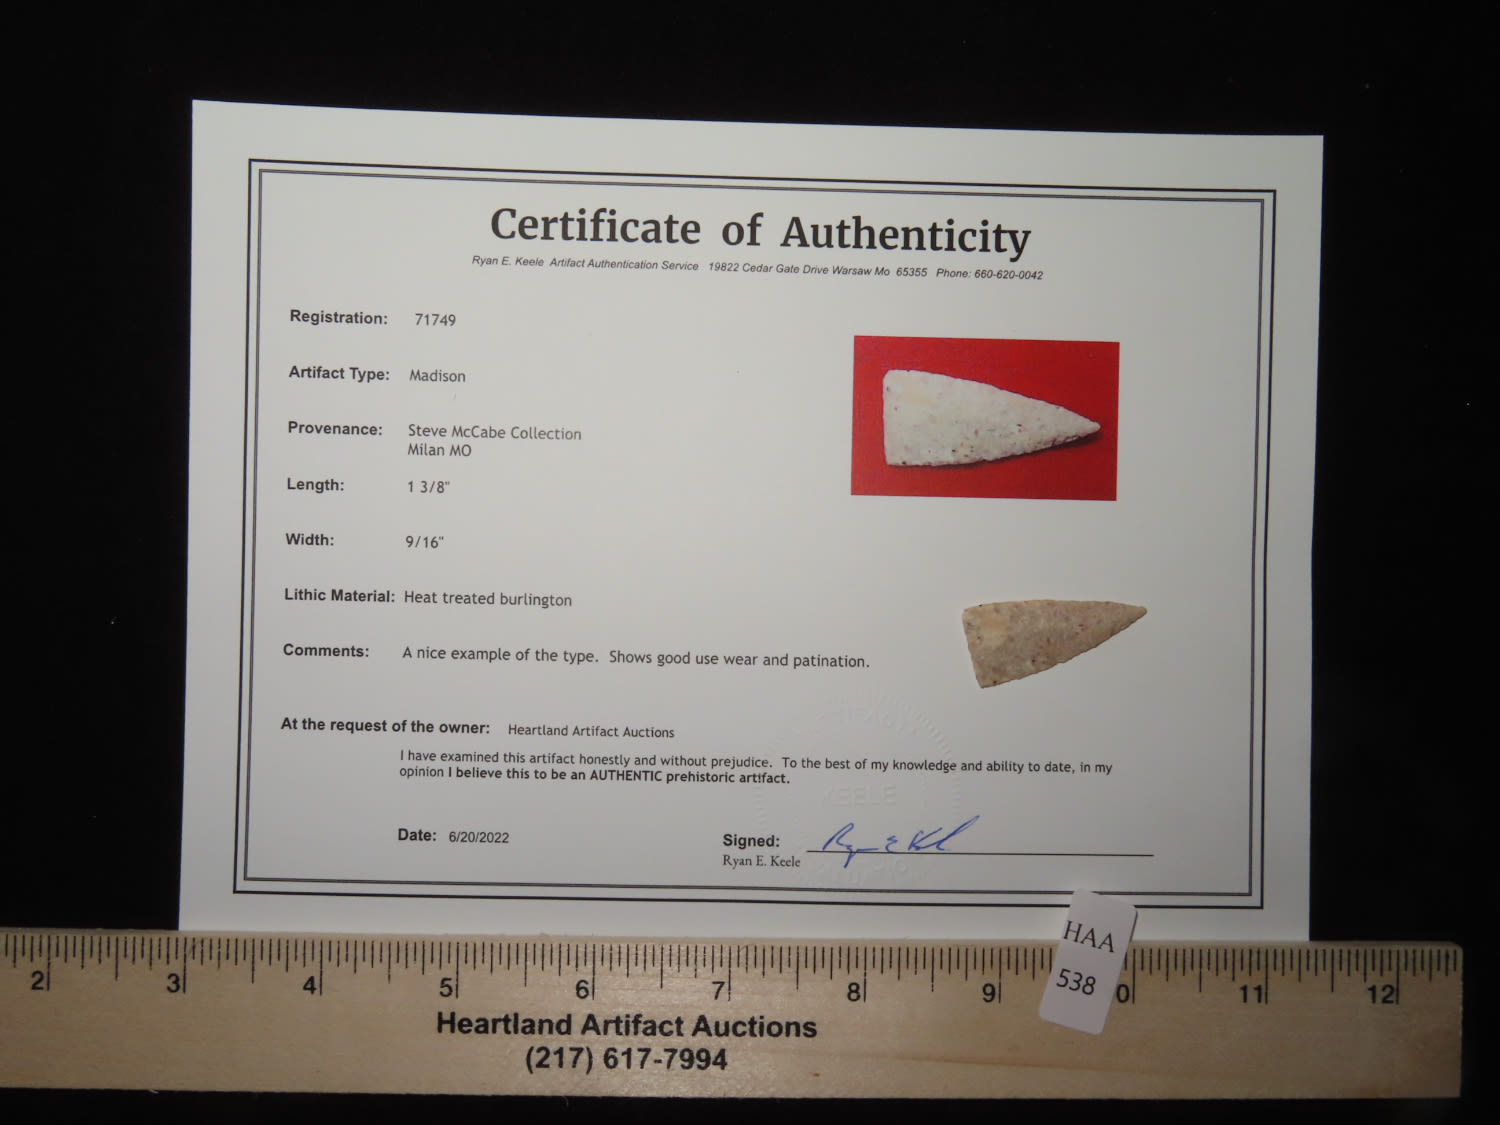 Certificate of Authenticity
Ryan E. Keele Artifact Authentication Service 19822 Cedar Gate Drive Warsaw Mo 65355 Phone: 660-620-0042
Registration: 71749
Artifact Type: Madison
Provenance: Steve McCabe Collection
Milan MO
Length: 1 3/8"
Width: 9/16"
Lithic Material: Heat treated burlington
Comments: A nice example of the type. Shows good use wear and patination.
At the request of the owner: Heartland Artifact Auctions
I have examined this artifact honestly and without prejudice. To the best of my knowledge and ability to date, in my
opinion I believe this to be an AUTHENTIC prehistoric artifact.
KEELE
Date: 6/20/2022
Signed: Ryan E Keele
Ryan E. Keele
HAA
538
2 3 4 5 6 7 8 9 0 11 12
Heartland Artifact Auctions
(217) 617-7994